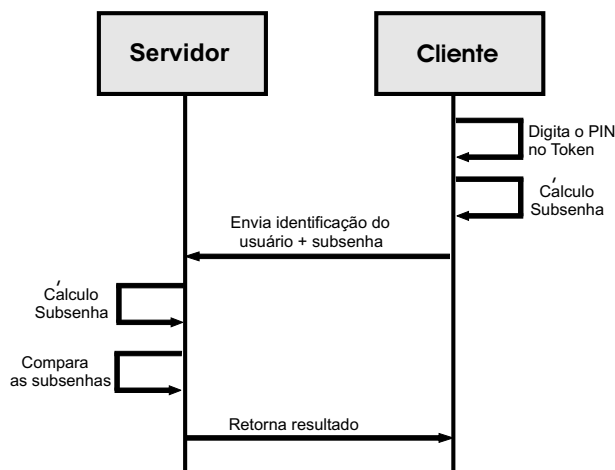 Servidor
Cliente
Digita o PIN
no Token
Cálculo
Subsenha
Envia identificação do
usuário + subsenha
Cálculo
Subsenha
Compara
as subsenhas
Retorna resultado